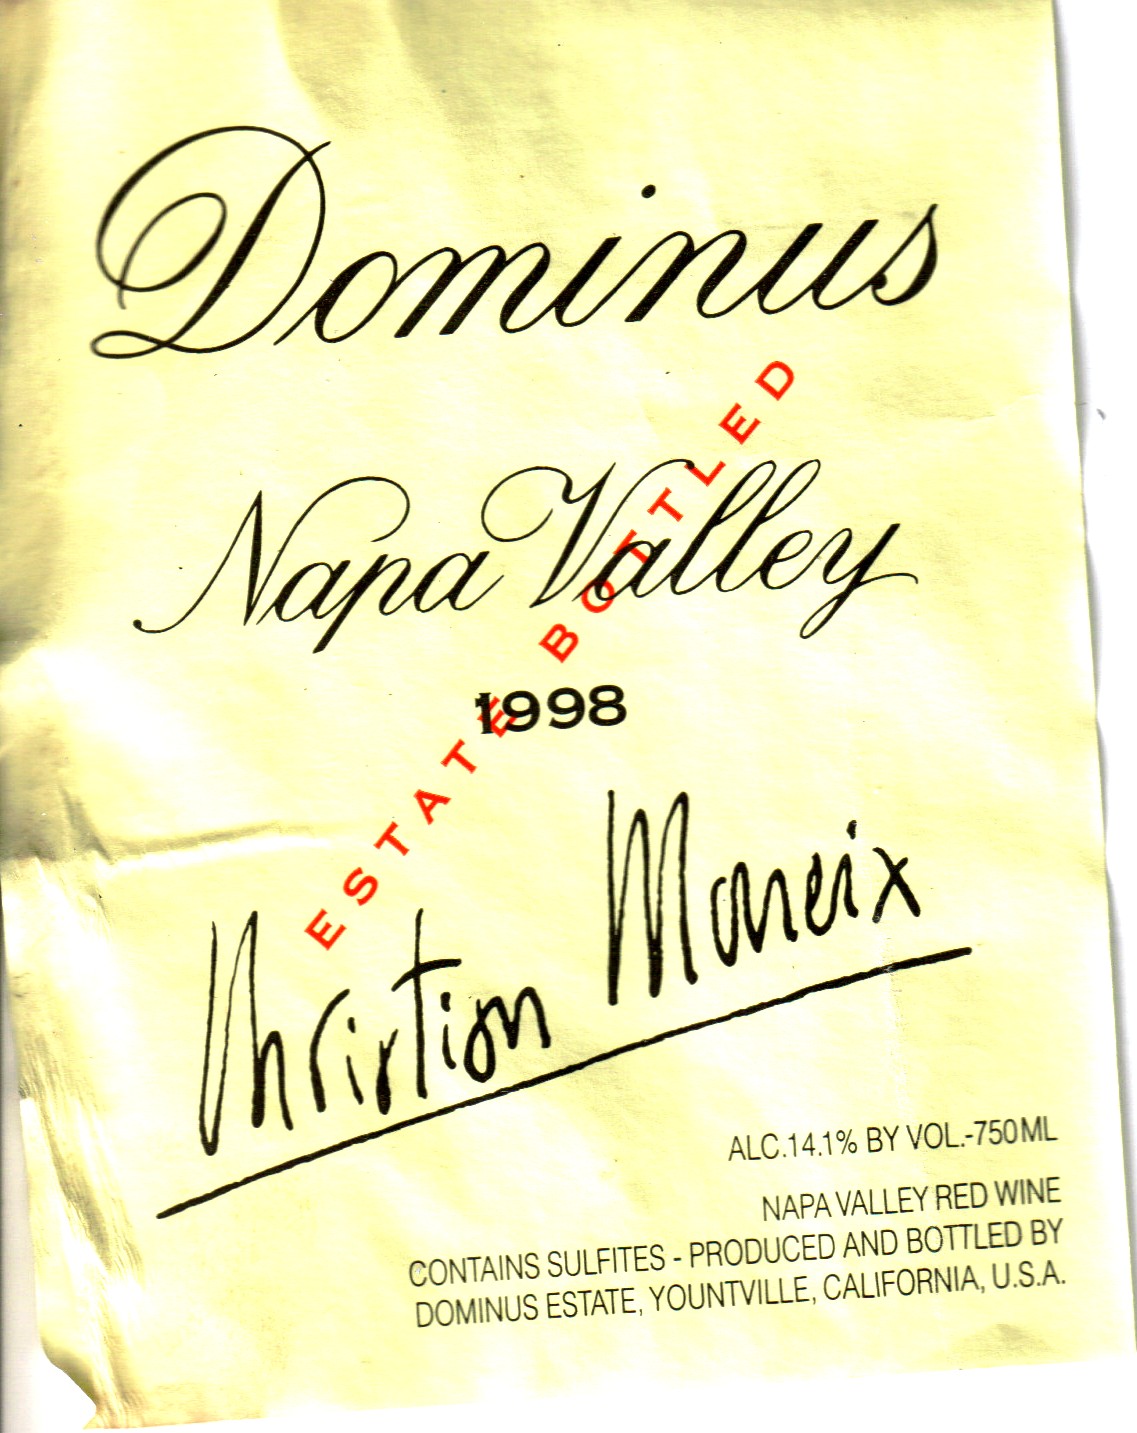 Dominus
ESTATE BOTTLED
Napa Valley
1998
Christian Moueix
ALC.14.1% BY VOL.-750ML
NAPA VALLEY RED WINE
CONTAINS SULFITES - PRODUCED AND BOTTLED BY
DOMINUS ESTATE, YOUNTVILLE, CALIFORNIA, U.S.A.